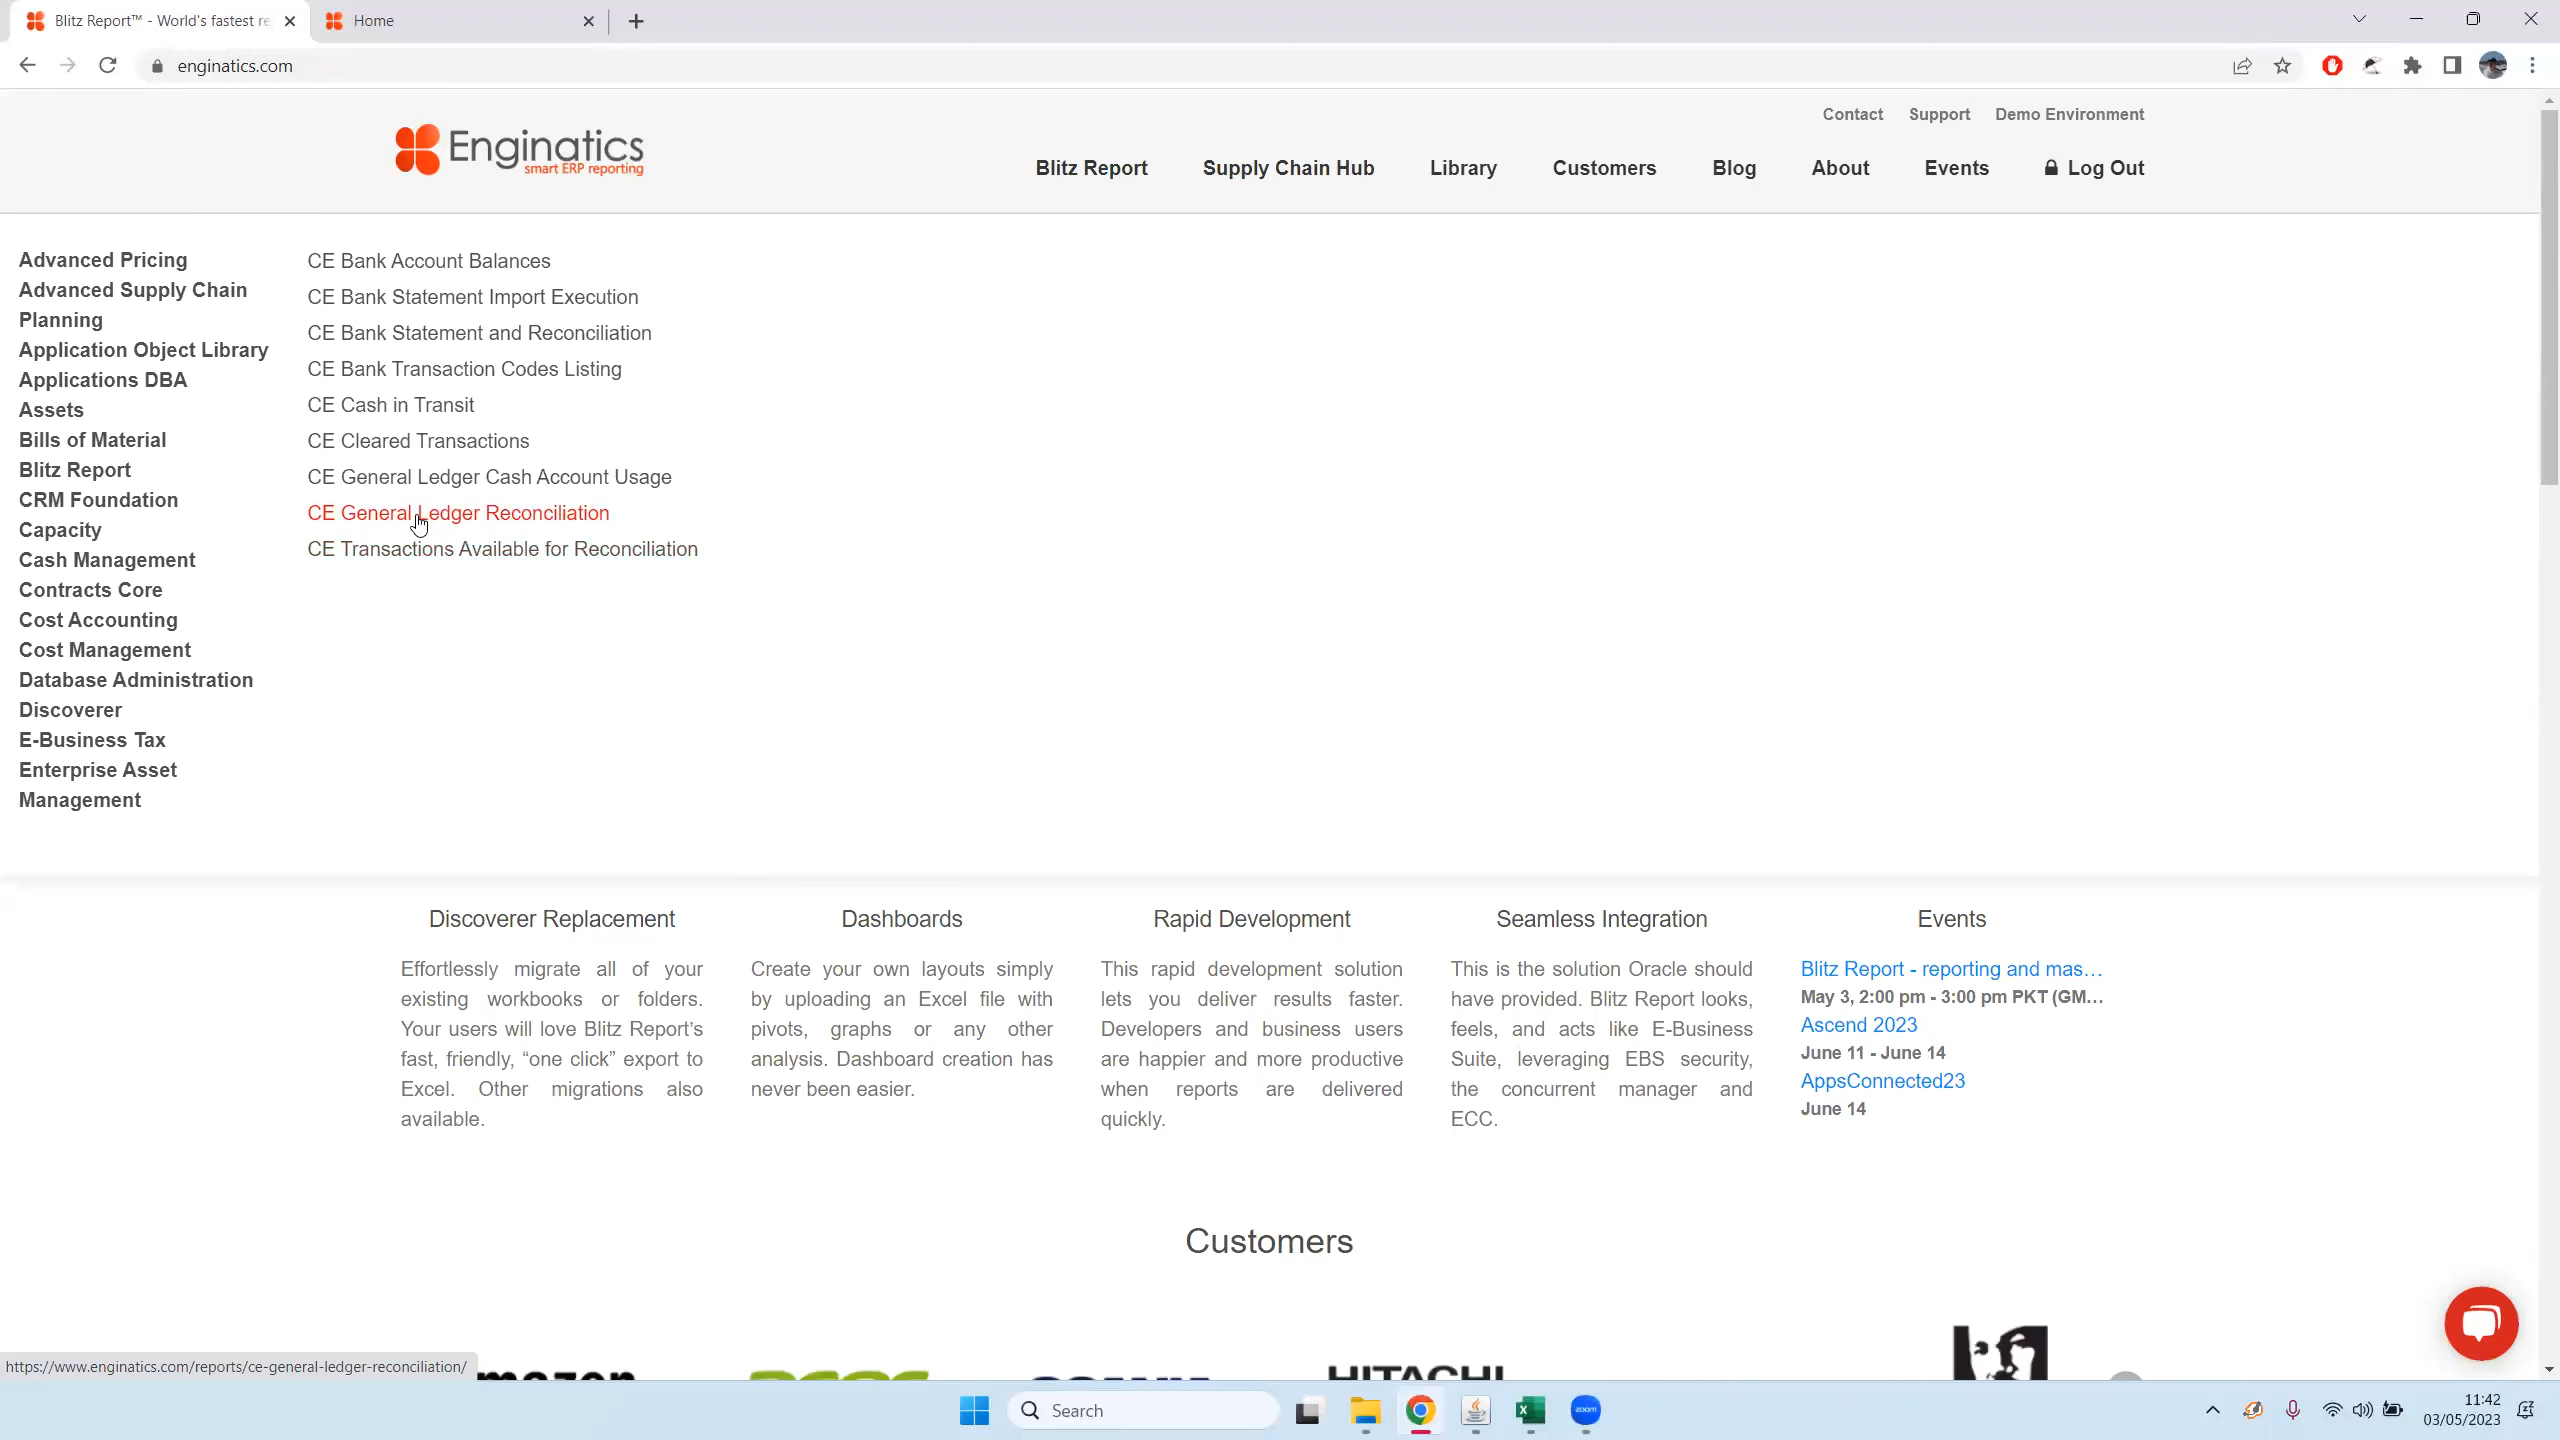 Blitz Report™ - World's fastest re
Home
enginatics.com
Contact
Support
Demo Environment
Enginatics
smart ERP reporting
Blitz Report
Supply Chain Hub
Library
Customers
Blog
About
Events
Log Out
Advanced Pricing
Advanced Supply Chain
Planning
Application Object Library
Applications DBA
Assets
Bills of Material
Blitz Report
CRM Foundation
Capacity
Cash Management
Contracts Core
Cost Accounting
Cost Management
Database Administration
Discoverer
E-Business Tax
Enterprise Asset
Management
CE Bank Account Balances
CE Bank Statement Import Execution
CE Bank Statement and Reconciliation
CE Bank Transaction Codes Listing
CE Cash in Transit
CE Cleared Transactions
CE General Ledger Cash Account Usage
CE General Ledger Reconciliation
CE Transactions Available for Reconciliation
Discoverer Replacement
Effortlessly migrate all of your
existing workbooks or folders.
Your users will love Blitz Report's
fast, friendly, “one click” export to
Excel. Other migrations also
available.
Dashboards
Create your own layouts simply
by uploading an Excel file with
pivots, graphs or any other
analysis. Dashboard creation has
never been easier.
Rapid Development
This rapid development solution
lets you deliver results faster.
Developers and business users
are happier and more productive
when reports are delivered
quickly.
Seamless Integration
This is the solution Oracle should
have provided. Blitz Report looks,
feels, and acts like E-Business
Suite, leveraging EBS security,
the concurrent manager and
ECC.
Events
Blitz Report - reporting and mas...
May 3, 2:00 pm - 3:00 pm PKT (GM...
Ascend 2023
June 11 - June 14
AppsConnected23
June 14
Customers
HITACHI
https://www.enginatics.com/reports/ce-general-ledger-reconciliation/
Search
zoom
11:42
03/05/2023